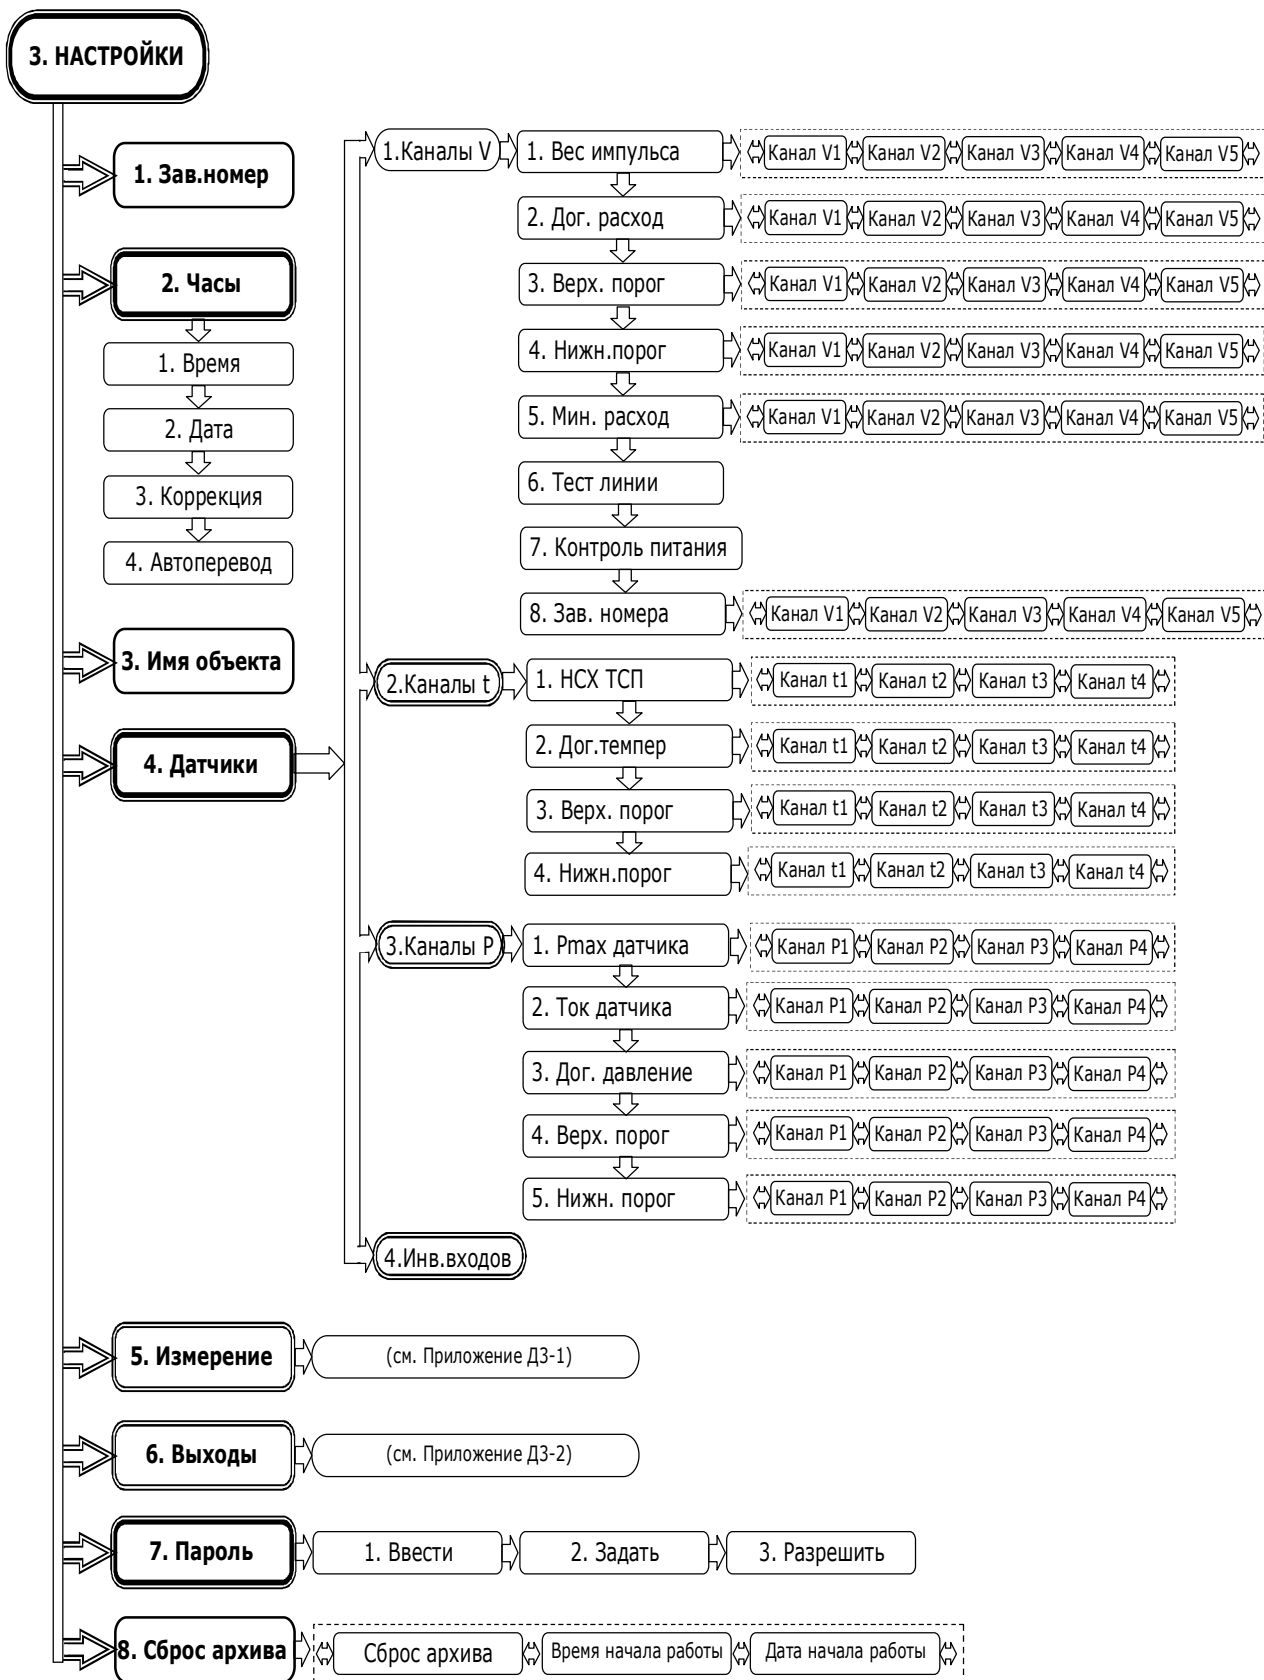 3. НАСТРОЙКИ
1. Зав.номер
2. Часы
1. Время
2. Дата
3. Коррекция
4. Автоперевод
3. Имя объекта
4. Датчики
1.Каналы V
1. Вес импульса
Канал V1 Канал V2 Канал V3 Канал V4 Канал V5
2. Дог. расход
Канал V1 Канал V2 Канал V3 Канал V4 Канал V5
3. Верх. порог
Канал V1 Канал V2 Канал V3 Канал V4 Канал V5
4. Нижн.порог
Канал V1 Канал V2 Канал V3 Канал V4 Канал V5
5. Мин. расход
Канал V1 Канал V2 Канал V3 Канал V4 Канал V5
6. Тест линии
7. Контроль питания
8. Зав. номера
Канал V1 Канал V2 Канал V3 Канал V4 Канал V5
2.Каналы t
1. НСХ ТСП
Канал t1 Канал t2 Канал t3 Канал t4
2. Дог.темпер
Канал t1 Канал t2 Канал t3 Канал t4
3. Верх. порог
Канал t1 Канал t2 Канал t3 Канал t4
4. Нижн.порог
Канал t1 Канал t2 Канал t3 Канал t4
3.Каналы P
1. Pmax датчика
Канал P1 Канал P2 Канал P3 Канал P4
2. Ток датчика
Канал P1 Канал P2 Канал P3 Канал P4
3. Дог. давление
Канал P1 Канал P2 Канал P3 Канал P4
4. Верх. порог
Канал P1 Канал P2 Канал P3 Канал P4
5. Нижн. порог
Канал P1 Канал P2 Канал P3 Канал P4
4.Инв.входов
5. Измерение
(см. Приложение Д3-1)
6. Выходы
(см. Приложение Д3-2)
7. Пароль
1. Ввести
2. Задать
3. Разрешить
8. Сброс архива
Сброс архива
Время начала работы
Дата начала работы